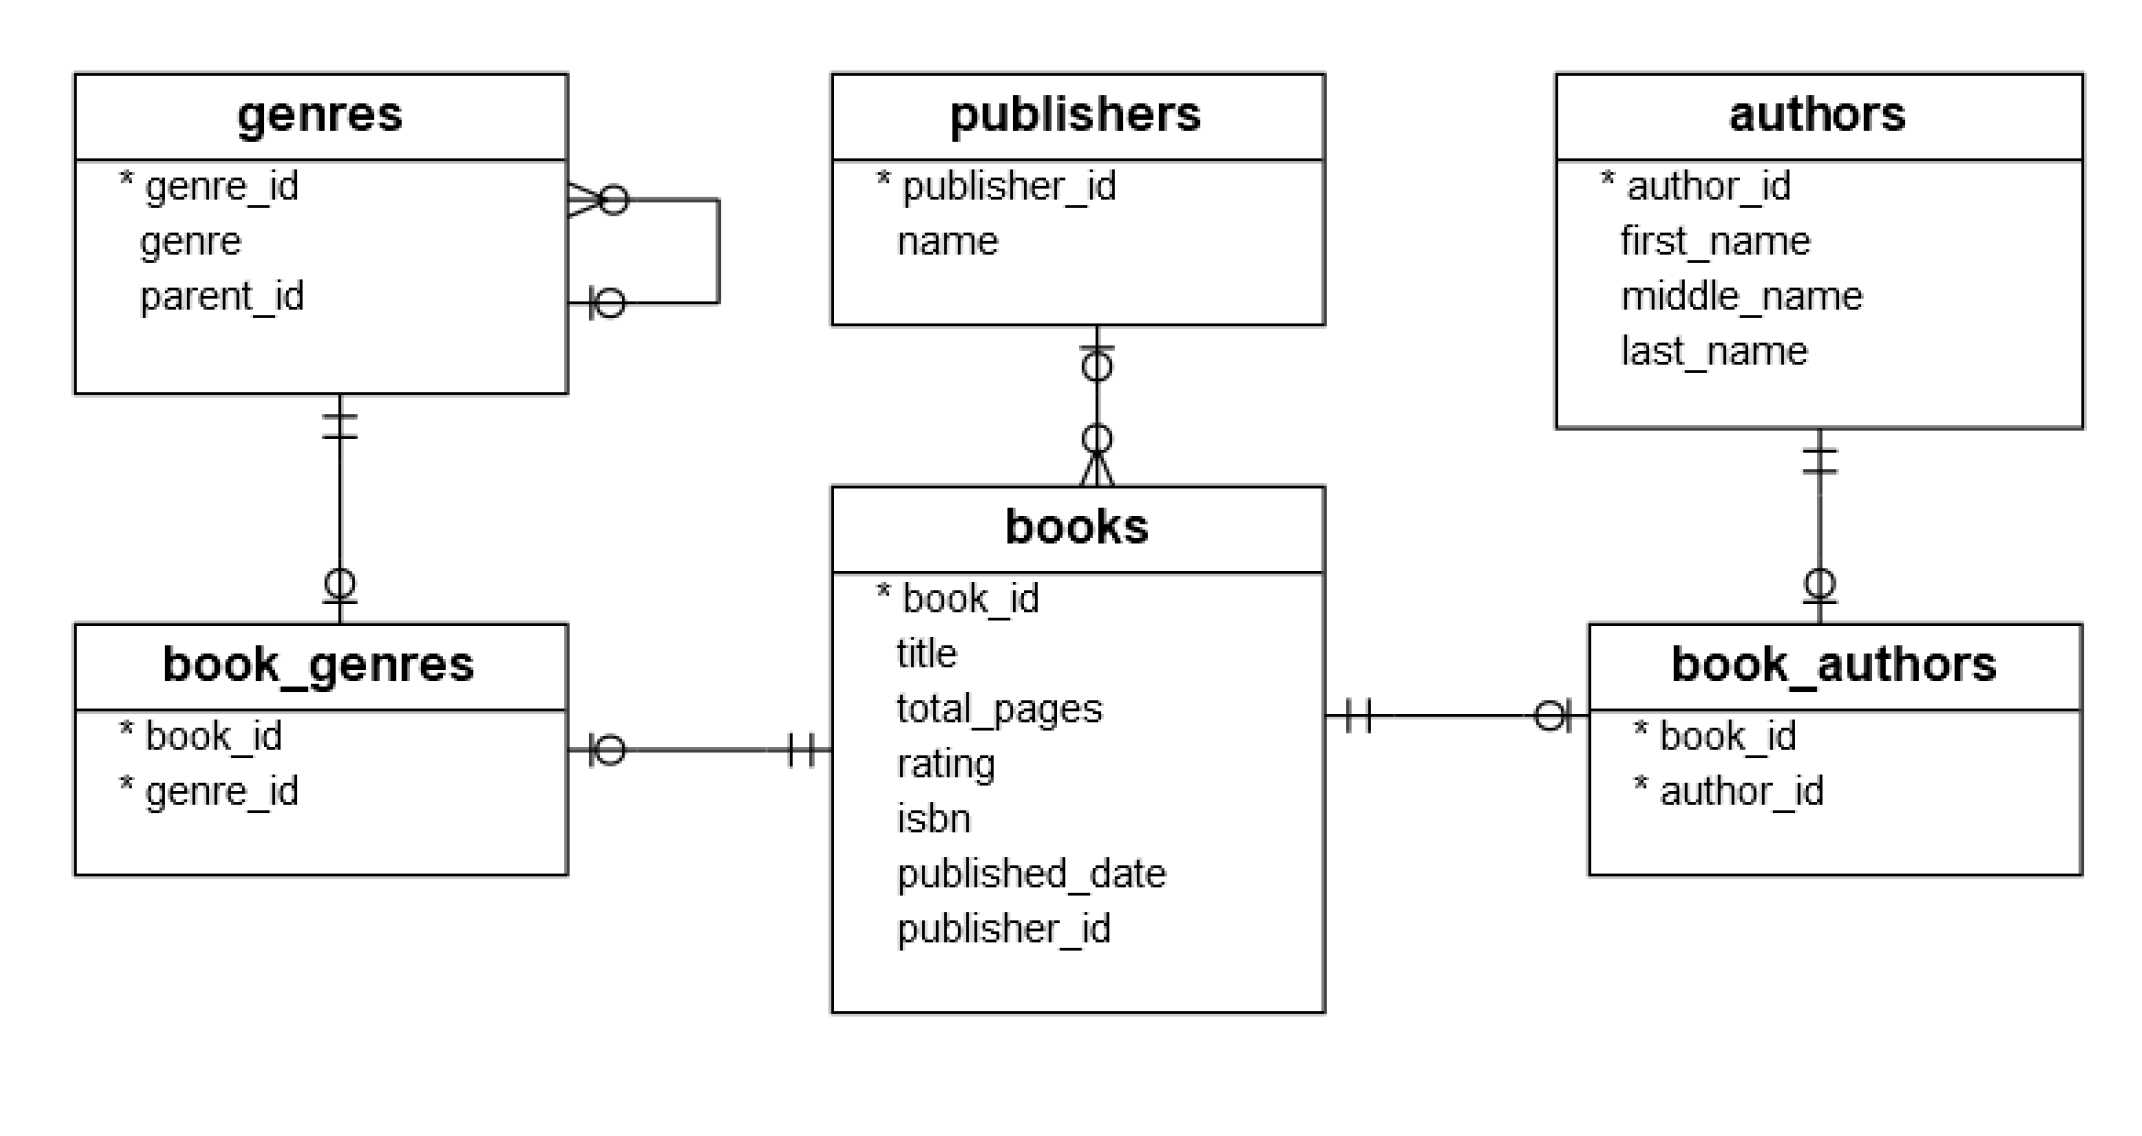 genres
* genre_id
genre
parent_id
publishers
* publisher_id
name
authors
* author_id
first_name
middle_name
last_name
book_genres
* book_id
* genre_id
books
* book_id
title
total_pages
rating
isbn
published_date
publisher_id
book_authors
* book_id
* author_id